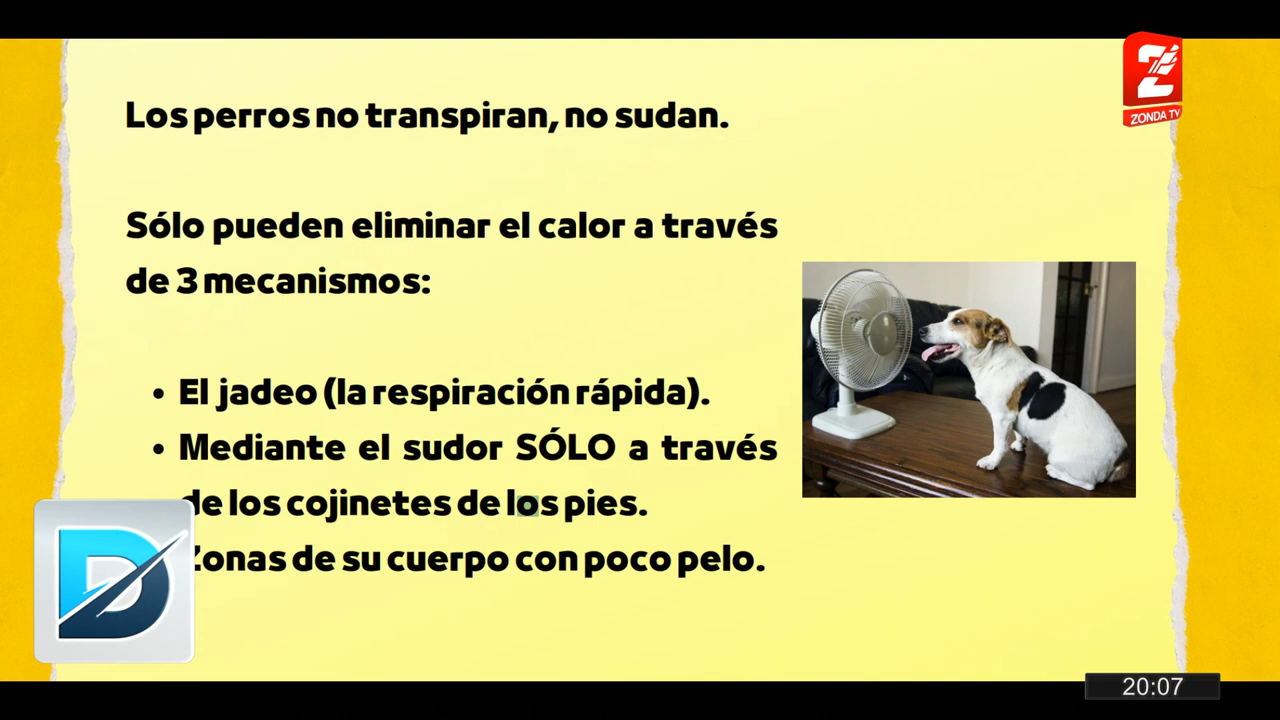 Los perros no transpiran, no sudan.
Sólo pueden eliminar el calor a través
de 3 mecanismos:
• El jadeo (la respiración rápida).
• Mediante el sudor SÓLO a través
de los cojinetes de los pies.
Zonas de su cuerpo con poco pelo.
Z
ZONDA TV
D
20:07